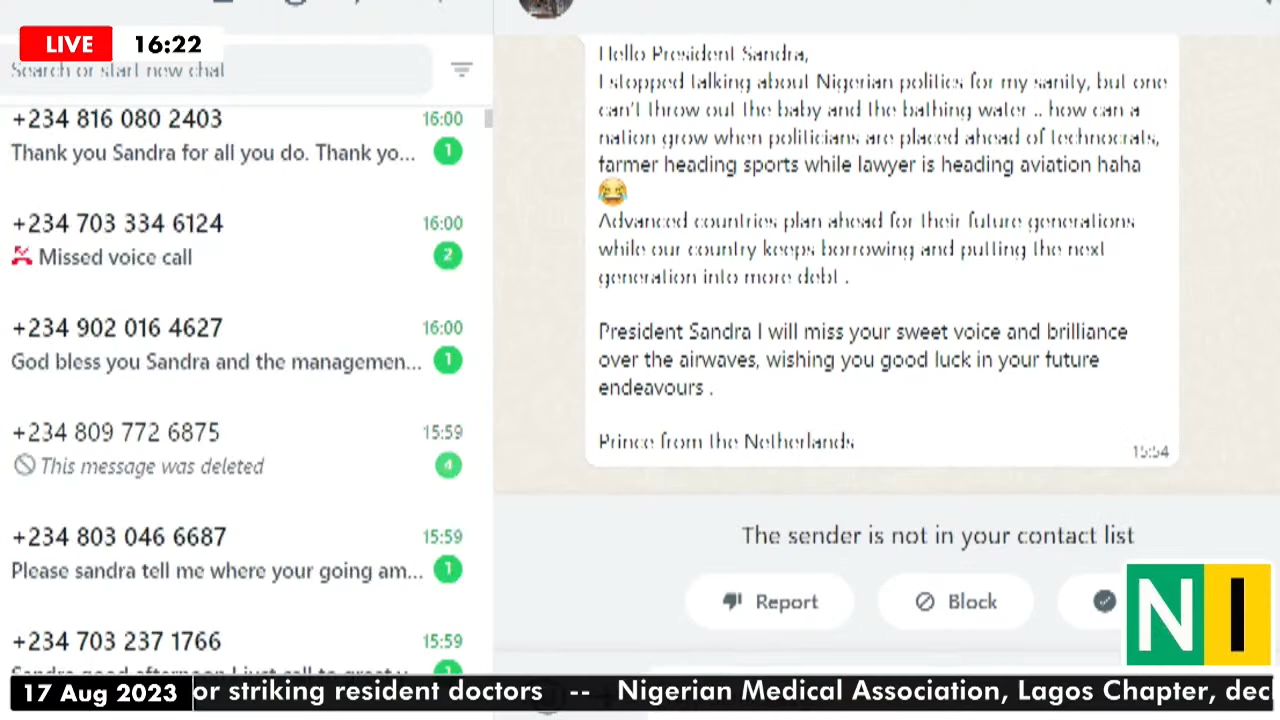 LIVE 16:22
Search or start new chat
+234 816 080 2403 16:00
Thank you Sandra for all you do. Thank yo... 1
+234 703 334 6124 16:00
Missed voice call 2
+234 902 016 4627 16:00
God bless you Sandra and the managemen... 1
+234 809 772 6875 15:59
This message was deleted 4
+234 803 046 6687 15:59
Please sandra tell me where your going am... 1
+234 703 237 1766 15:59
Sandra good afternoon I just call to great y
Hello President Sandra,
I stopped talking about Nigerian politics for my sanity, but one
can't throw out the baby and the bathing water .. how can a
nation grow when politicians are placed ahead of technocrats,
farmer heading sports while lawyer is heading aviation haha
😂
Advanced countries plan ahead for their future generations
while our country keeps borrowing and putting the next
generation into more debt .
President Sandra I will miss your sweet voice and brilliance
over the airwaves, wishing you good luck in your future
endeavours .
Prince from the Netherlands
15:54
The sender is not in your contact list
Report Block
NI
17 Aug 2023 or striking resident doctors -- Nigerian Medical Association, Lagos Chapter, dec